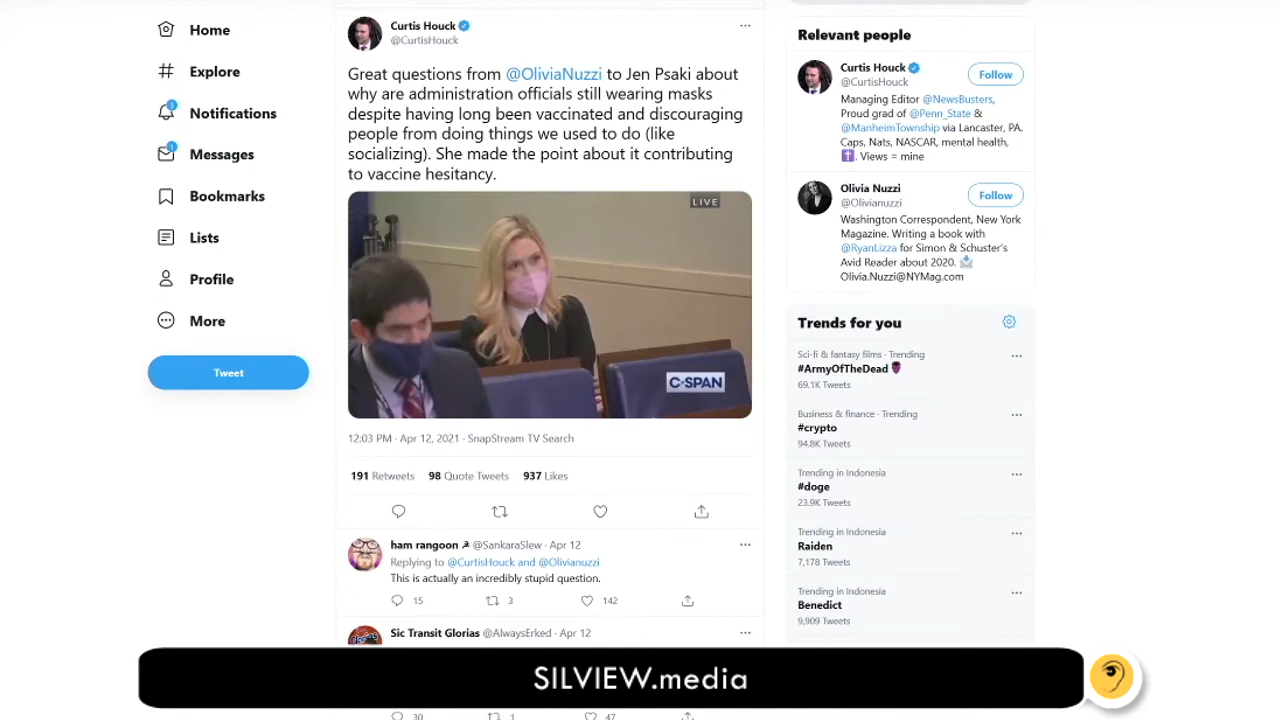 Home
Explore
Notifications
Messages
Bookmarks
Lists
Profile
More
Tweet
Curtis Houck
@CurtisHouck
Great questions from @OliviaNuzzi to Jen Psaki about
why are administration officials still wearing masks
despite having long been vaccinated and discouraging
people from doing things we used to do (like
socializing). She made the point about it contributing
to vaccine hesitancy.
LIVE
C-SPAN
12:03 PM · Apr 12, 2021 · SnapStream TV Search
191 Retweets 98 Quote Tweets 937 Likes
ham rangoon @SankaraSlew · Apr 12
Replying to @CurtisHouck and @Olivianuzzi
This is actually an incredibly stupid question.
15 3 142
Sic Transit Glorias @AlwaysErked · Apr 12
30 1 47
Relevant people
Curtis Houck
@CurtisHouck
Follow
Managing Editor @NewsBusters,
Proud grad of @Penn_State &
@ManheimTownship via Lancaster, PA.
Caps, Nats, NASCAR, mental health,
✝️. Views = mine
Olivia Nuzzi
@Olivianuzzi
Follow
Washington Correspondent, New York
Magazine. Writing a book with
@RyanLizza for Simon & Schuster's
Avid Reader about 2020. 📩
Olivia.Nuzzi@NYMag.com
Trends for you
Sci-fi & fantasy films · Trending
#ArmyOfTheDead
69.1K Tweets
Business & finance · Trending
#crypto
94.8K Tweets
Trending in Indonesia
#doge
23.9K Tweets
Trending in Indonesia
Raiden
7,178 Tweets
Trending in Indonesia
Benedict
9,909 Tweets
SILVIEW.media